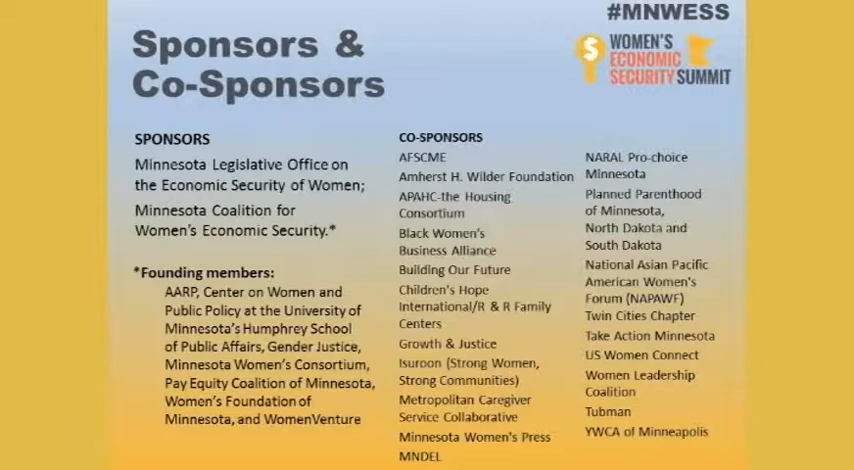 #MNWESS
Sponsors &
Co-Sponsors
$
WOMEN'S
ECONOMIC
SECURITY SUMMIT
SPONSORS
Minnesota Legislative Office on
the Economic Security of Women;
Minnesota Coalition for
Women's Economic Security.*
*Founding members:
AARP, Center on Women and
Public Policy at the University of
Minnesota's Humphrey School
of Public Affairs, Gender Justice,
Minnesota Women's Consortium,
Pay Equity Coalition of Minnesota,
Women's Foundation of
Minnesota, and WomenVenture
CO-SPONSORS
AFSCME
Amherst H. Wilder Foundation
APAHC-the Housing
Consortium
Black Women's
Business Alliance
Building Our Future
Children's Hope
International/R & R Family
Centers
Growth & Justice
Isuroon (Strong Women,
Strong Communities)
Metropolitan Caregiver
Service Collaborative
Minnesota Women's Press
MNDEL
NARAL Pro-choice
Minnesota
Planned Parenthood
of Minnesota,
North Dakota and
South Dakota
National Asian Pacific
American Women's
Forum (NAPAWF)
Twin Cities Chapter
Take Action Minnesota
US Women Connect
Women Leadership
Coalition
Tubman
YWCA of Minneapolis